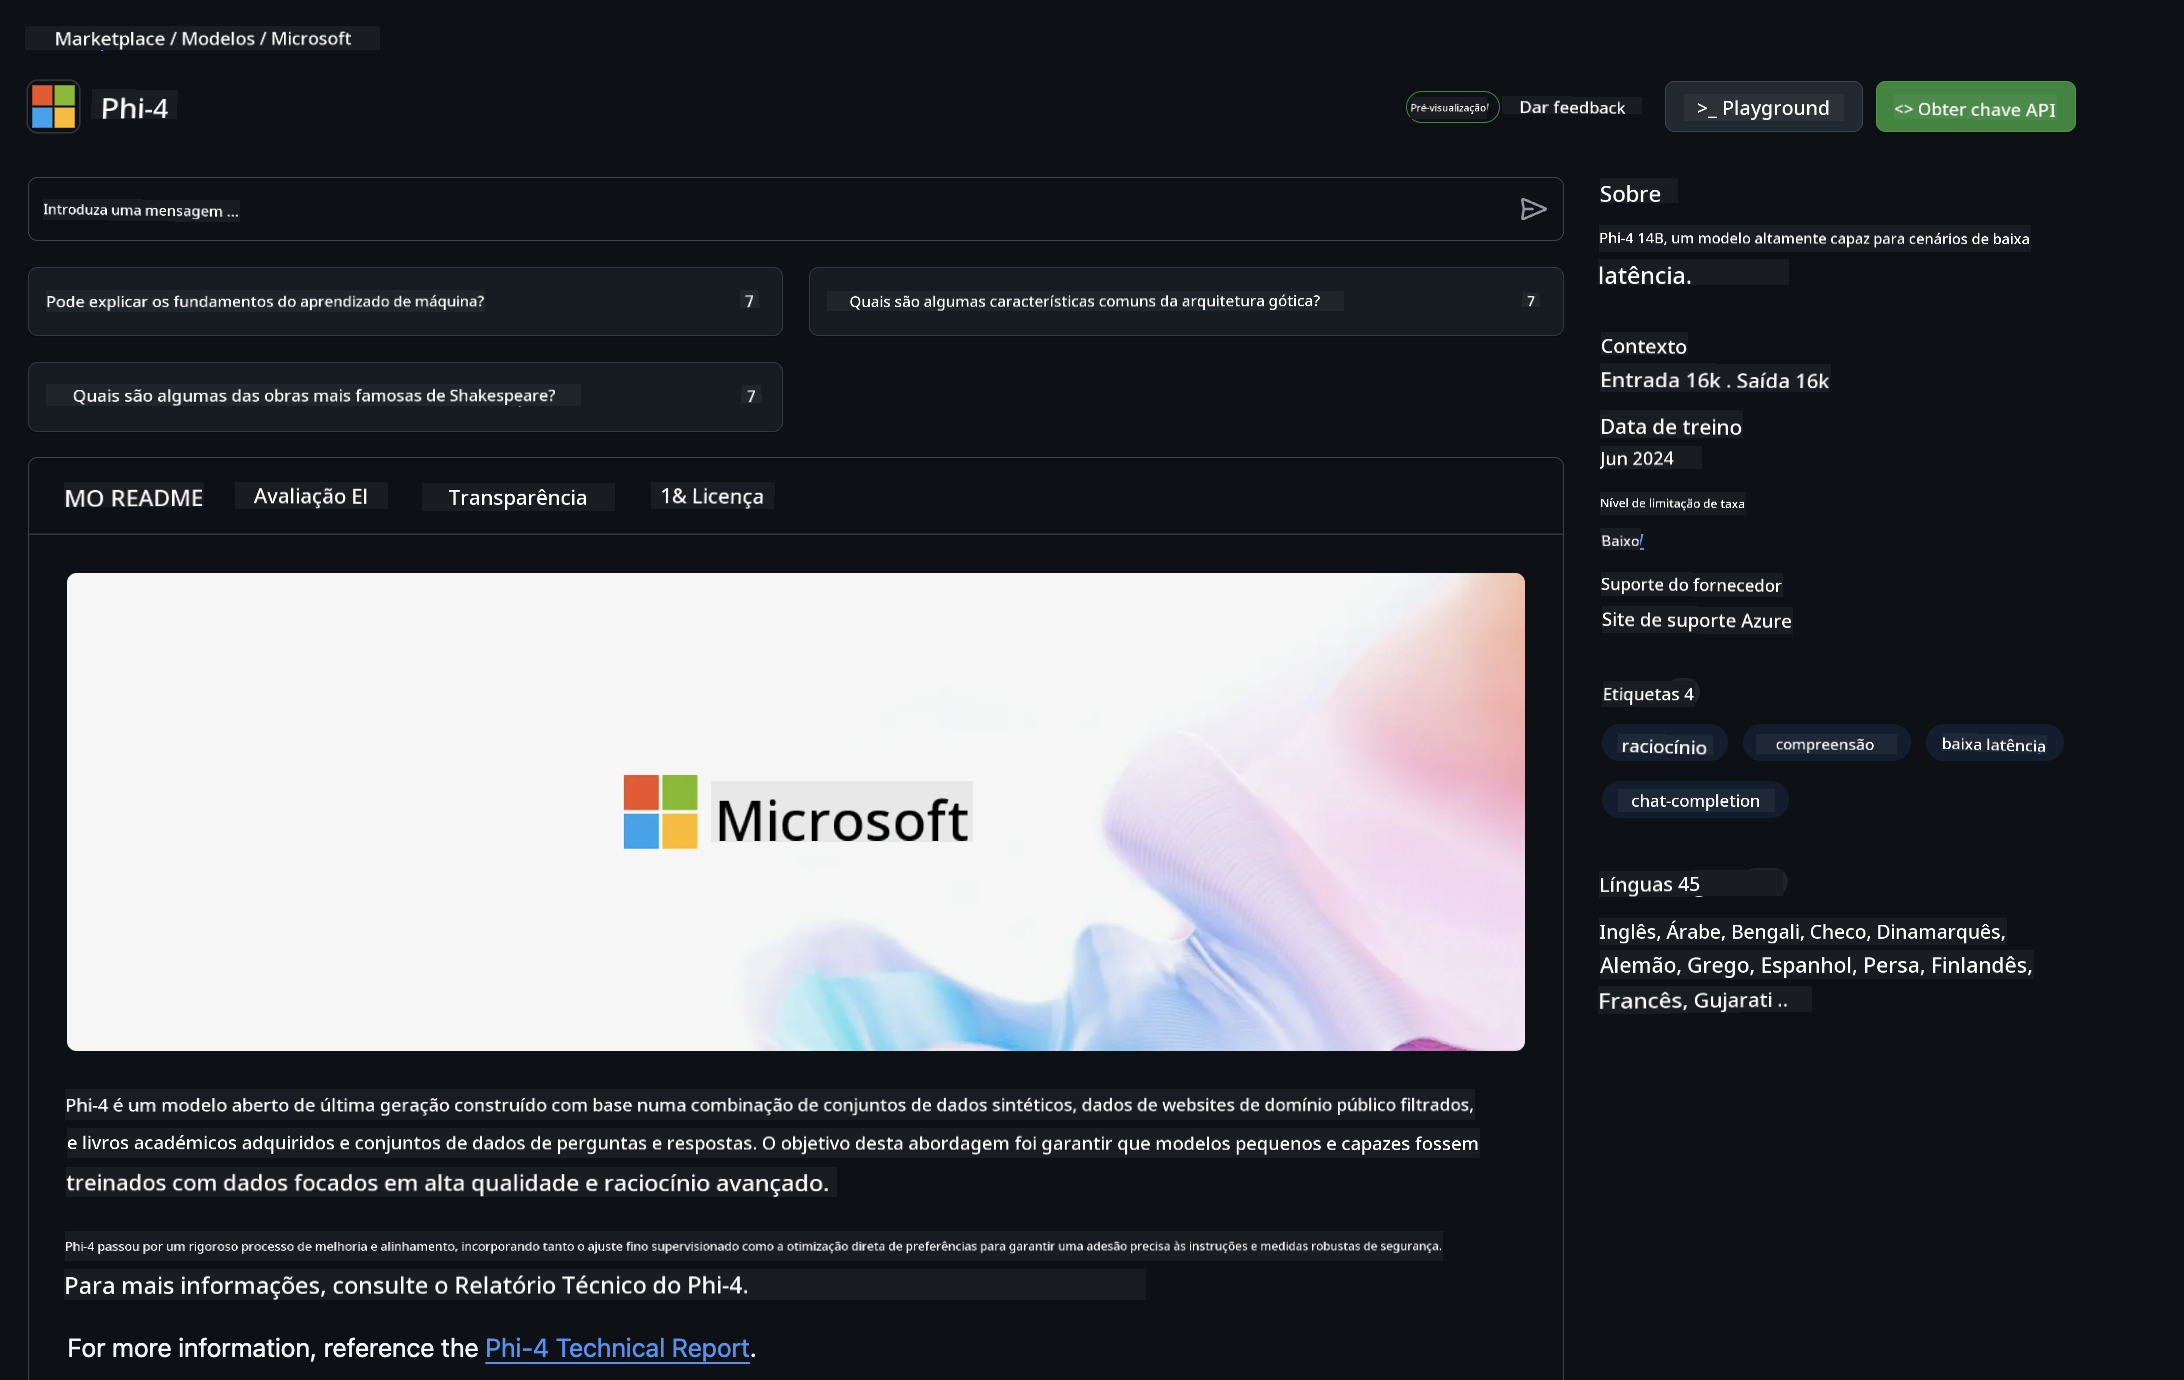 Marketplace / Modelos / Microsoft
Phi-4
Pré-visualização
Dar feedback
>_ Playground
<> Obter chave API
Introduza uma mensagem ...
Pode explicar os fundamentos do aprendizado de máquina?
7
Quais são algumas características comuns da arquitetura gótica?
7
Quais são algumas das obras mais famosas de Shakespeare?
7
MO README
Avaliação El
Transparência
1& Licença
Microsoft
Phi-4 é um modelo aberto de última geração construído com base numa combinação de conjuntos de dados sintéticos, dados de websites de domínio público filtrados,
e livros académicos adquiridos e conjuntos de dados de perguntas e respostas. O objetivo desta abordagem foi garantir que modelos pequenos e capazes fossem
treinados com dados focados em alta qualidade e raciocínio avançado.
Phi-4 passou por um rigoroso processo de melhoria e alinhamento, incorporando tanto o ajuste fino supervisionado como a otimização direta de preferências para garantir uma adesão precisa às instruções e medidas robustas de segurança.
Para mais informações, consulte o Relatório Técnico do Phi-4.
For more information, reference the Phi-4 Technical Report.
Sobre
Phi-4 14B, um modelo altamente capaz para cenários de baixa
latência.
Contexto
Entrada 16k . Saída 16k
Data de treino
Jun 2024
Nível de limitação de taxa
Baixo
Suporte do fornecedor
Site de suporte Azure
Etiquetas 4
raciocínio
compreensão
baixa latência
chat-completion
Línguas 45
Inglês, Árabe, Bengali, Checo, Dinamarquês,
Alemão, Grego, Espanhol, Persa, Finlandês,
Francês, Gujarati ..